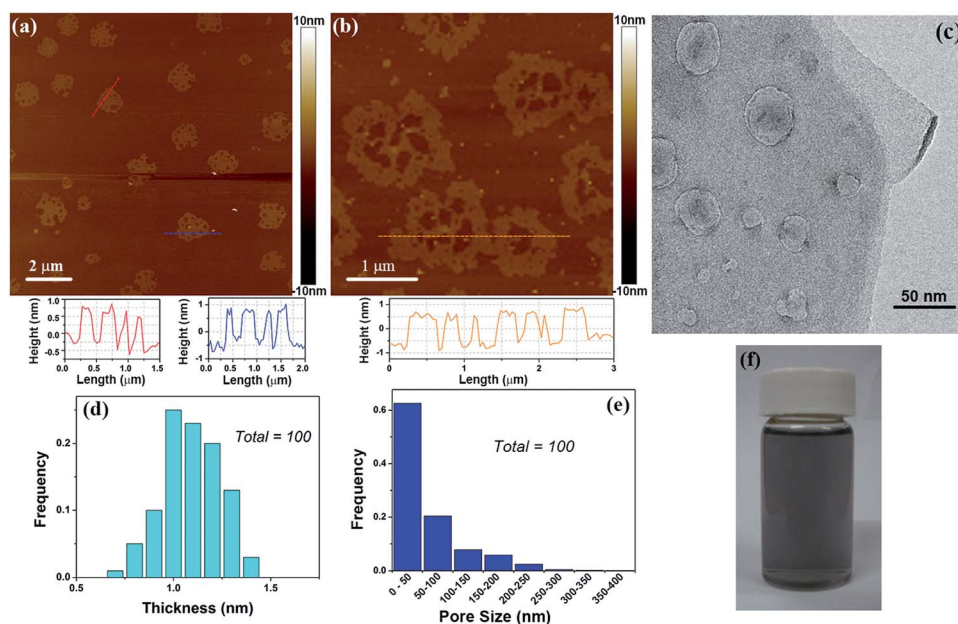 (a)
10nm
2 μm
-10nm
(b)
10nm
1 μm
-10nm
(c)
50 nm
Height (nm)
1.0
0.5
0.0
-0.5
0.0 0.5 1.0 1.5
Length (μm)
Height (nm)
1
0
-1
0.0 0.5 1.0 1.5 2.0
Length (μm)
Height (nm)
1
0
-1
0 1 2 3
Length (μm)
(d)
Total = 100
Frequency
0.2
0.1
0.0
0.5 1.0 1.5
Thickness (nm)
(e)
Total = 100
Frequency
0.6
0.4
0.2
0.0
0 - 50 50-100 100-150 150-200 200-250 250-300 300-350 350-400
Pore Size (nm)
(f)